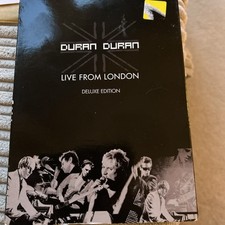 DURAN DURAN
LIVE FROM LONDON
DELUXE EDITION